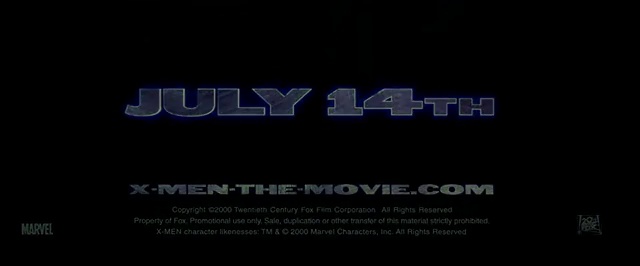 JULY 14TH
X-MEN-THE-MOVIE.COM
Copyright ©2000 Twentieth Century Fox Film Corporation. All Rights Reserved
Property of Fox. Promotional use only. Sale, duplication or other transfer of this material strictly prohibited.
X-MEN character likenesses: TM & © 2000 Marvel Characters, Inc. All Rights Reserved
MARVEL
FOX